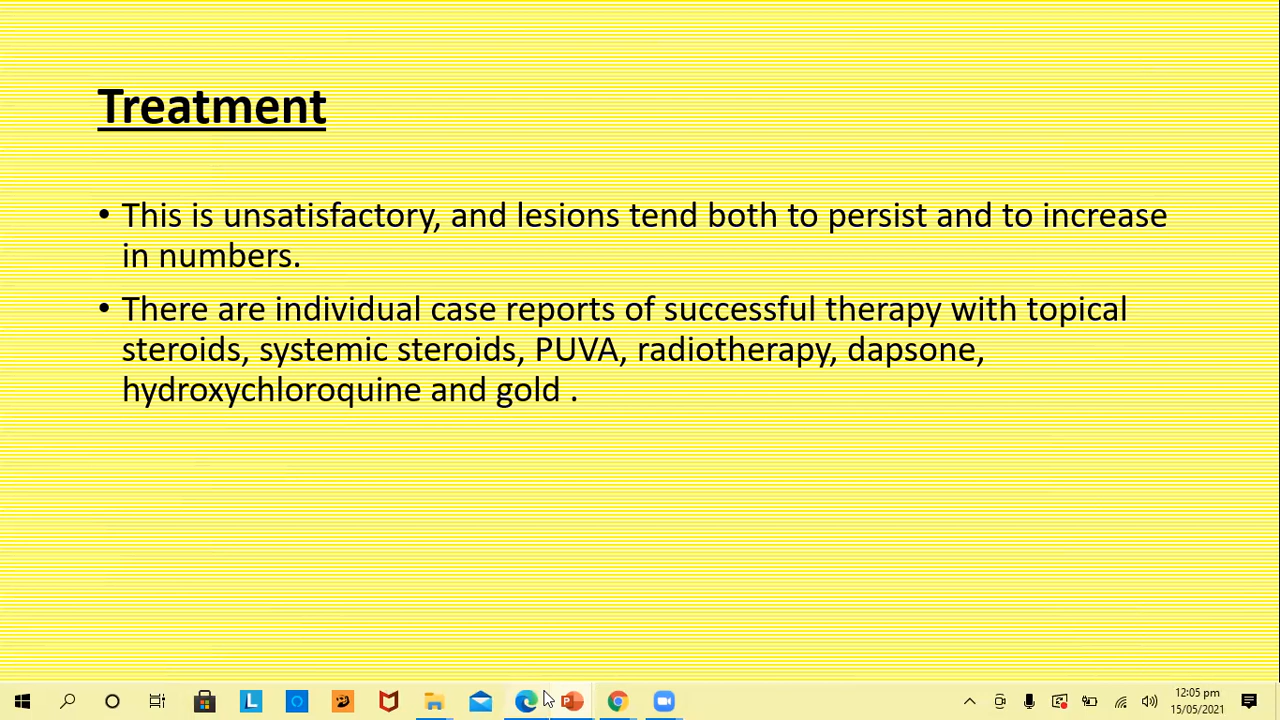 Treatment
• This is unsatisfactory, and lesions tend both to persist and to increase
in numbers.
• There are individual case reports of successful therapy with topical
steroids, systemic steroids, PUVA, radiotherapy, dapsone,
hydroxychloroquine and gold .
L
12:05 pm
15/05/2021